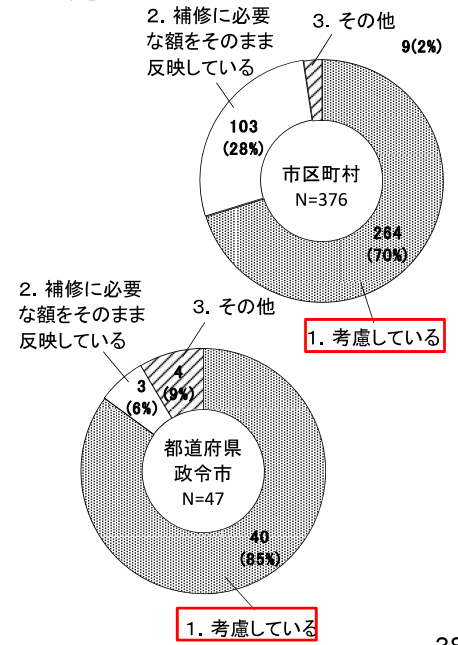 2. 補修に必要
な額をそのまま
反映している
3. その他
9(2%)
103
(28%)
市区町村
N=376
264
(70%)
1. 考慮している
2. 補修に必要
な額をそのまま
反映している
3. その他
4
(9%)
3
(6%)
都道府県
政令市
N=47
40
(85%)
1. 考慮している